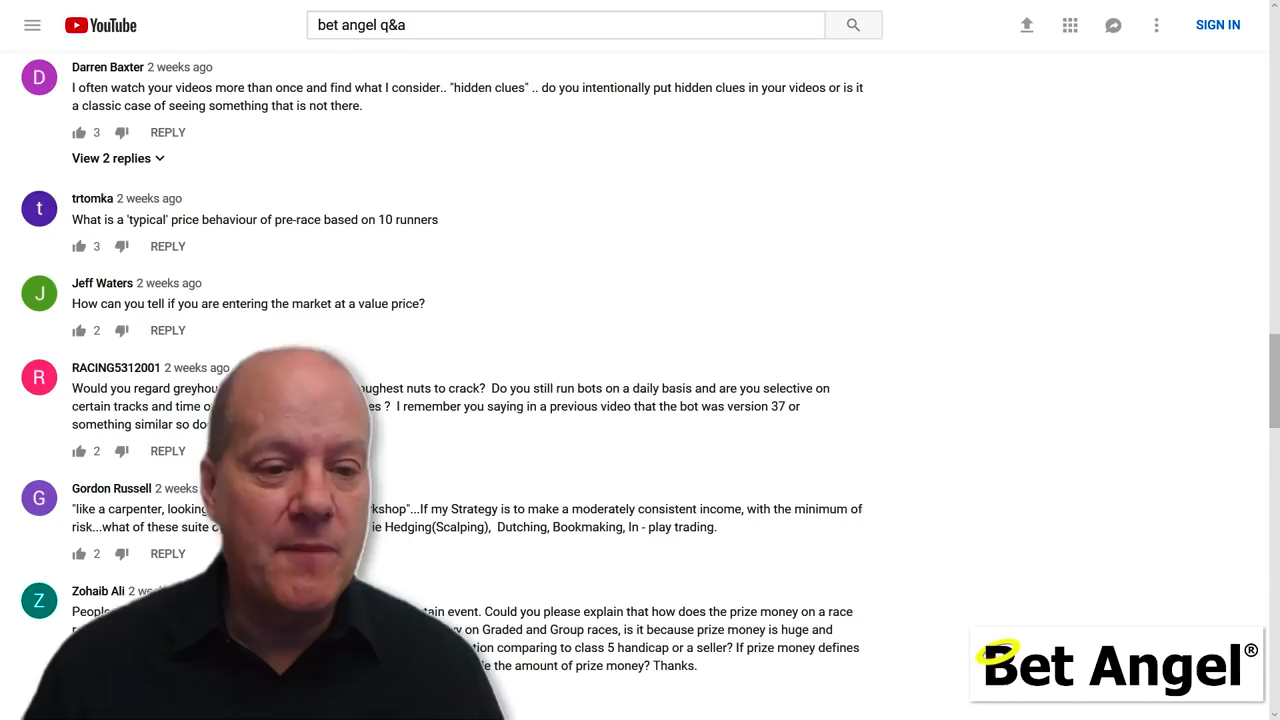 YouTube
bet angel q&a
SIGN IN
D
Darren Baxter 2 weeks ago
I often watch your videos more than once and find what I consider.. "hidden clues" .. do you intentionally put hidden clues in your videos or is it
a classic case of seeing something that is not there.
3 REPLY
View 2 replies
t
trtomka 2 weeks ago
What is a 'typical' price behaviour of pre-race based on 10 runners
3 REPLY
J
Jeff Waters 2 weeks ago
How can you tell if you are entering the market at a value price?
2 REPLY
R
RACING5312001 2 weeks ago
Would you regard nuts to crack? Do you still run bots on a daily basis and are you selective on
certain tracks and time ? I remember you saying in a previous video that the bot was version 37 or
something similar so
2 REPLY
G
Gordon Russell 2 weeks
"like a carpenter, ...If my Strategy is to make a moderately consistent income, with the minimum of
risk...what of these suite Hedging(Scalping), Dutching, Bookmaking, In - play trading.
2 REPLY
Z
Zohaib Ali 2
event. Could you please explain that how does the prize money on a race
on Graded and Group races, is it because prize money is huge and
comparing to class 5 handicap or a seller? If prize money defines
the amount of prize money? Thanks.
Bet Angel®